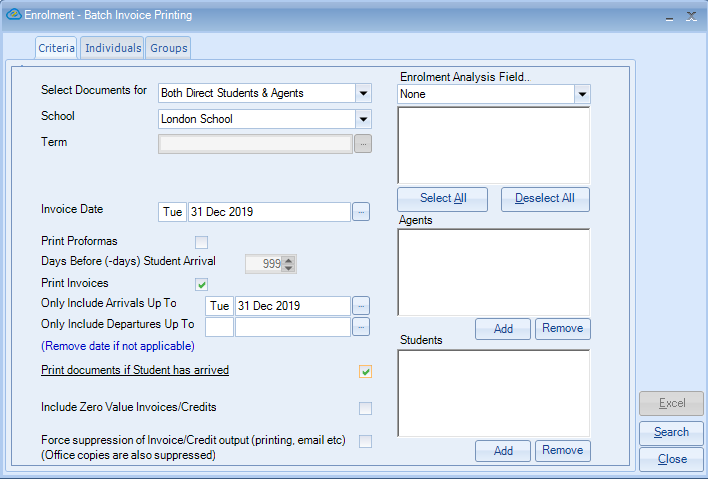 Enrolment - Batch Invoice Printing
Criteria Individuals Groups
Select Documents for Both Direct Students & Agents
School London School
Term ...
Invoice Date Tue 31 Dec 2019 ...
Print Proformas
Days Before (-days) Student Arrival 999
Print Invoices
Only Include Arrivals Up To Tue 31 Dec 2019 ...
Only Include Departures Up To ...
(Remove date if not applicable)
Print documents if Student has arrived
Include Zero Value Invoices/Credits
Force suppression of Invoice/Credit output (printing, email etc)
(Office copies are also suppressed)
Enrolment Analysis Field..
None
Select All Deselect All
Agents
Add Remove
Students
Add Remove
Excel
Search
Close